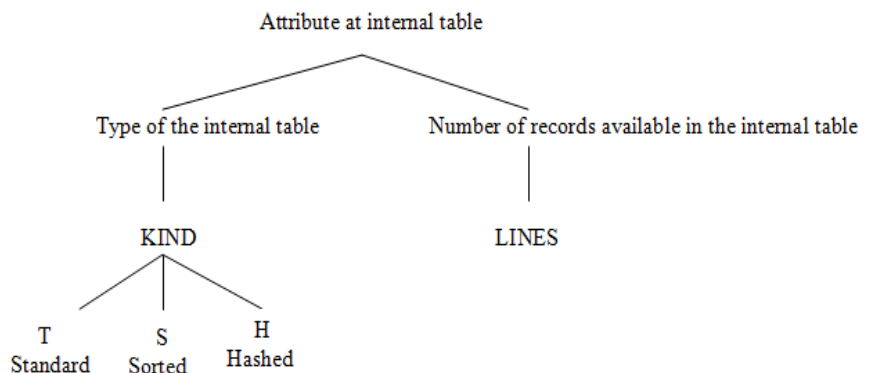 Attribute at internal table
Type of the internal table
Number of records available in the internal table
KIND
LINES
T
Standard
S
Sorted
H
Hashed